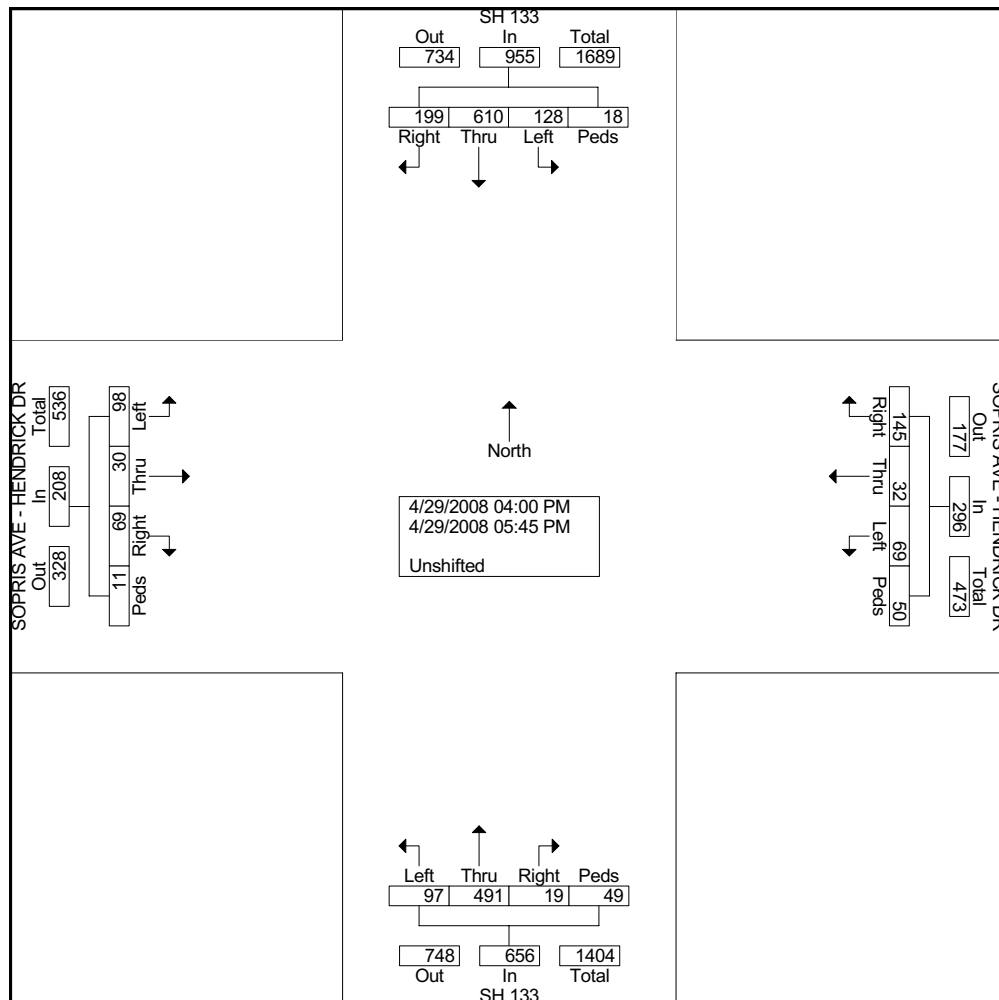 SH 133
Out In Total
734 955 1689
199 610 128 18
Right Thru Left Peds
SOPRIS AVE - HENDRICK DR
Total In Out
536 208 328
98 30 69 11
Left Thru Right Peds
North
4/29/2008 04:00 PM
4/29/2008 05:45 PM
Unshifted
Right Thru Left Peds
145 32 69 50
Out In Total
177 296 473
SOPRIS AVE - HENDRICK DR
Left Thru Right Peds
97 491 19 49
748 656 1404
Out In Total
SH 133